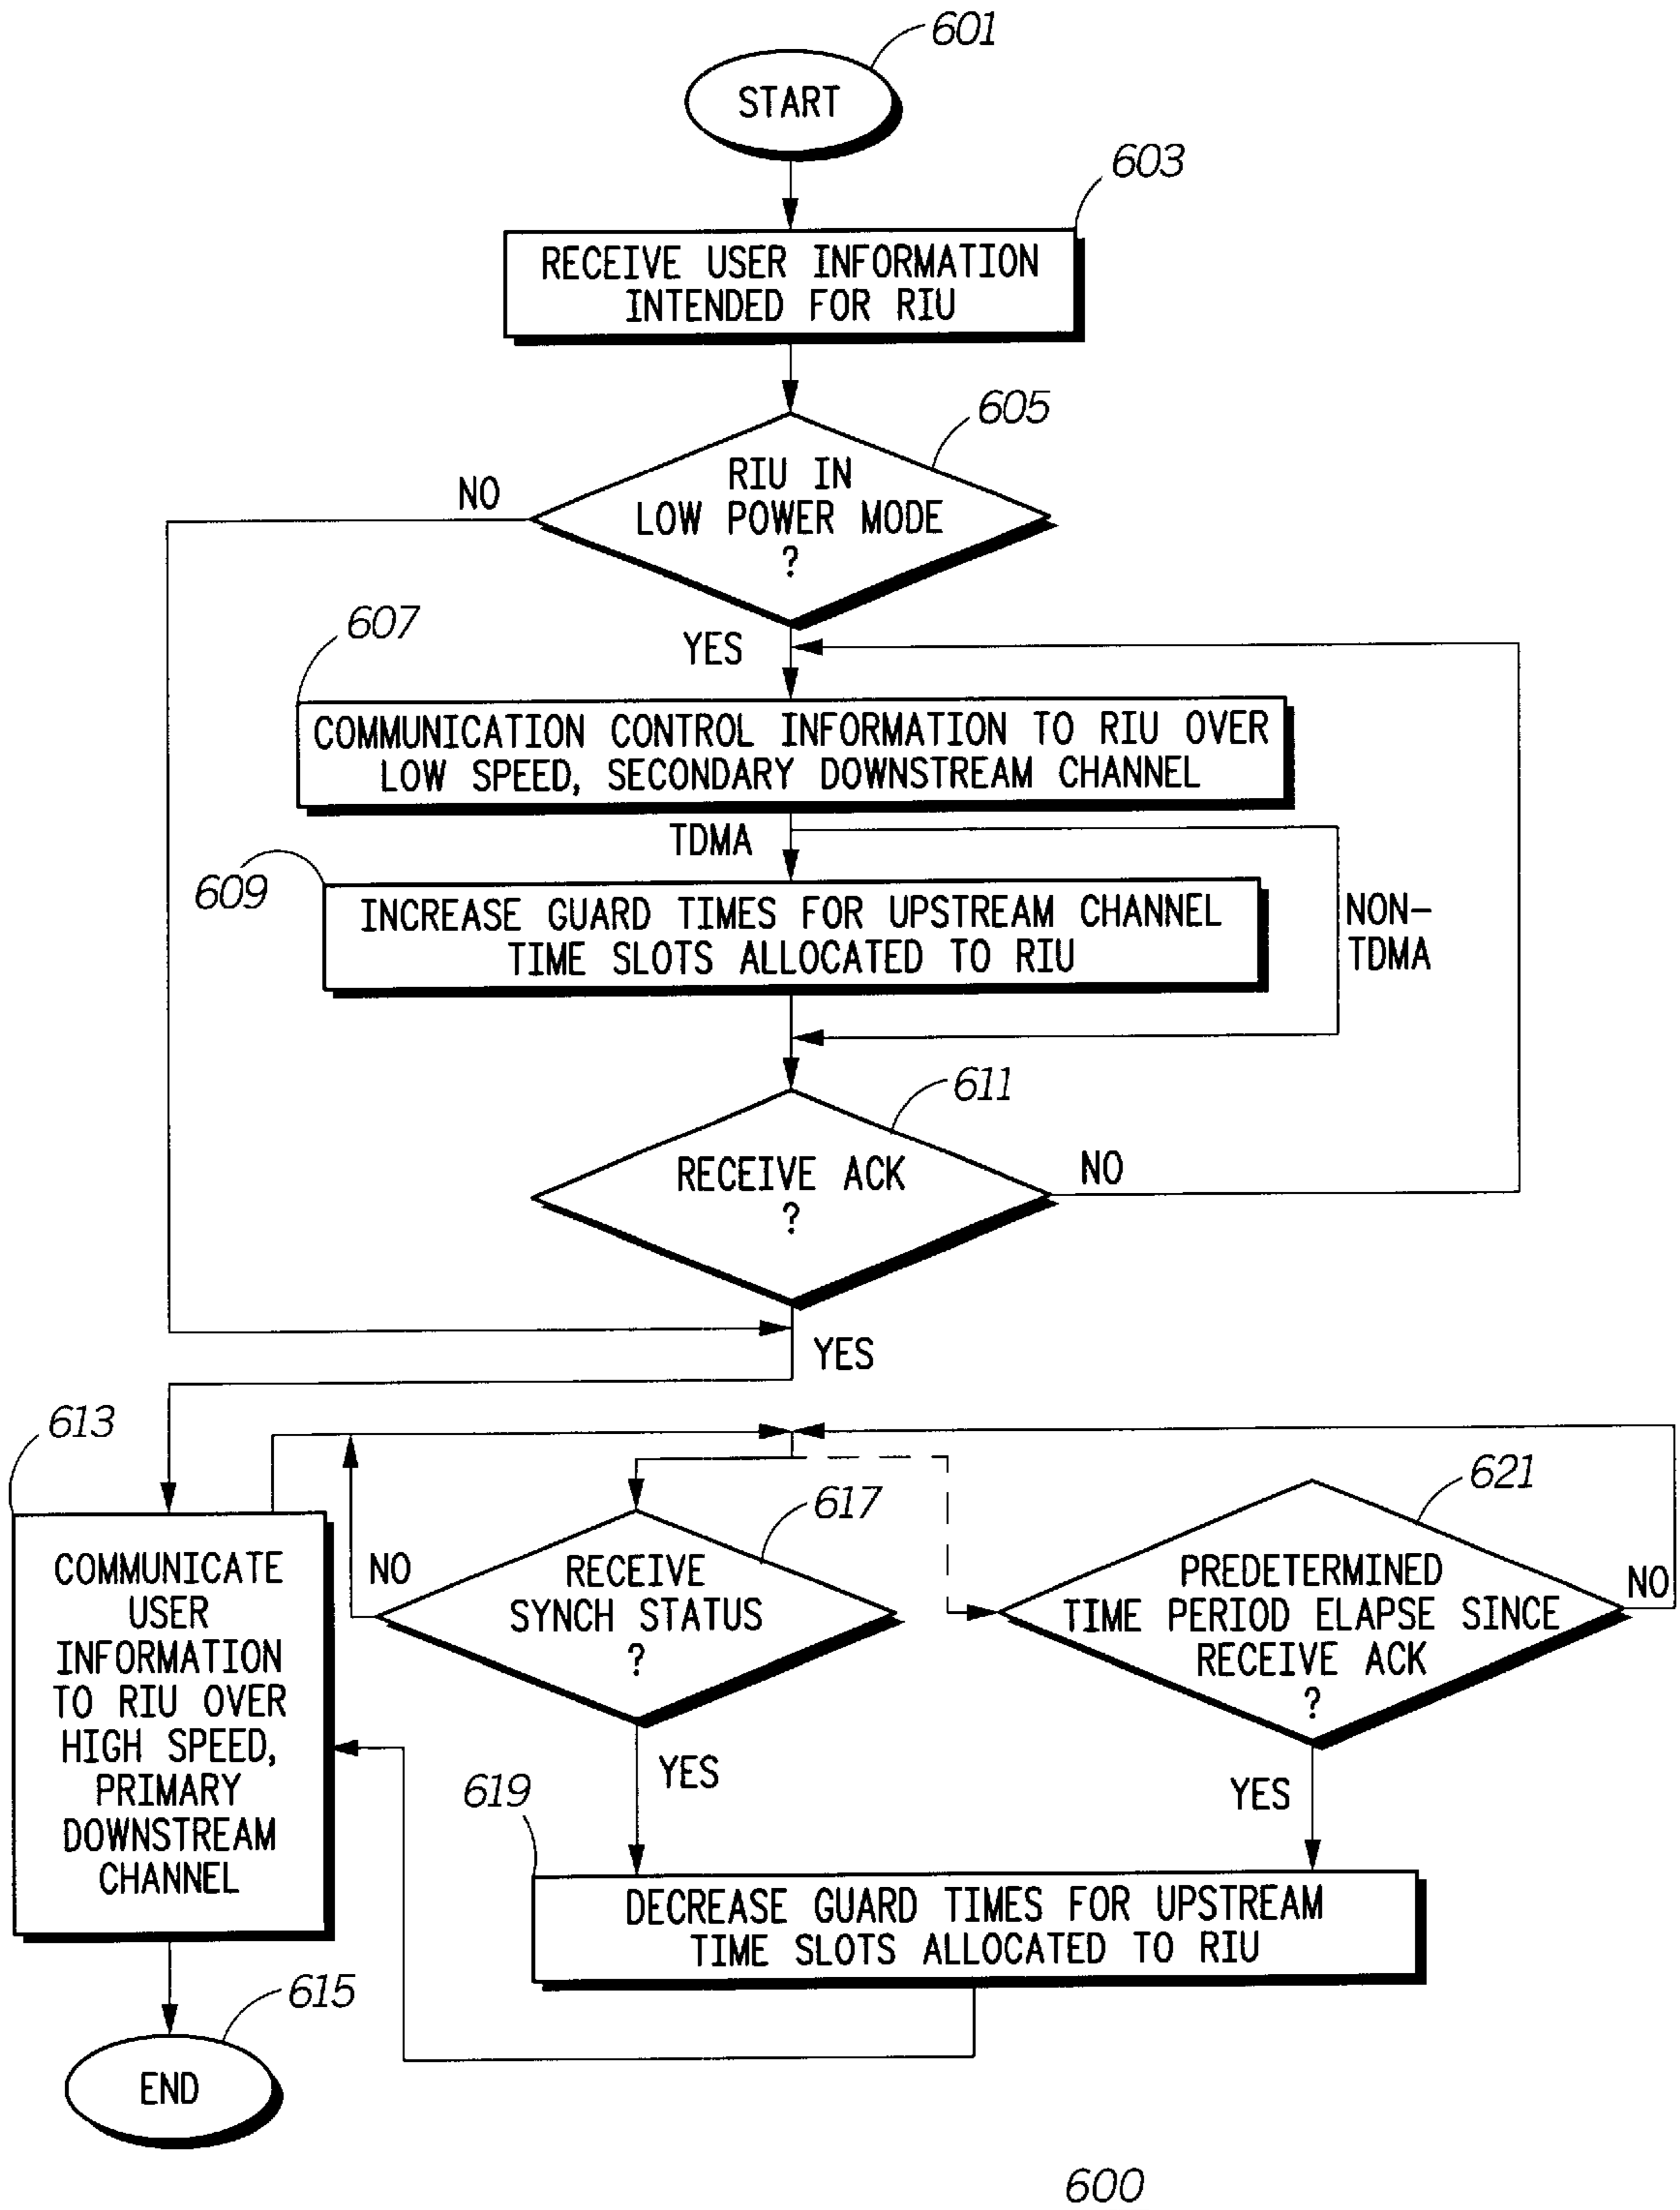 601
START
603
RECEIVE USER INFORMATION
INTENDED FOR RIU
605
RIU IN
LOW POWER MODE
?
NO
YES
607
COMMUNICATION CONTROL INFORMATION TO RIU OVER
LOW SPEED, SECONDARY DOWNSTREAM CHANNEL
TDMA
609
INCREASE GUARD TIMES FOR UPSTREAM CHANNEL
TIME SLOTS ALLOCATED TO RIU
NON-
TDMA
611
RECEIVE ACK
?
NO
YES
613
COMMUNICATE
USER
INFORMATION
TO RIU OVER
HIGH SPEED,
PRIMARY
DOWNSTREAM
CHANNEL
617
RECEIVE
SYNCH STATUS
?
NO
YES
621
PREDETERMINED
TIME PERIOD ELAPSE SINCE
RECEIVE ACK
?
NO
YES
619
DECREASE GUARD TIMES FOR UPSTREAM
TIME SLOTS ALLOCATED TO RIU
615
END
600